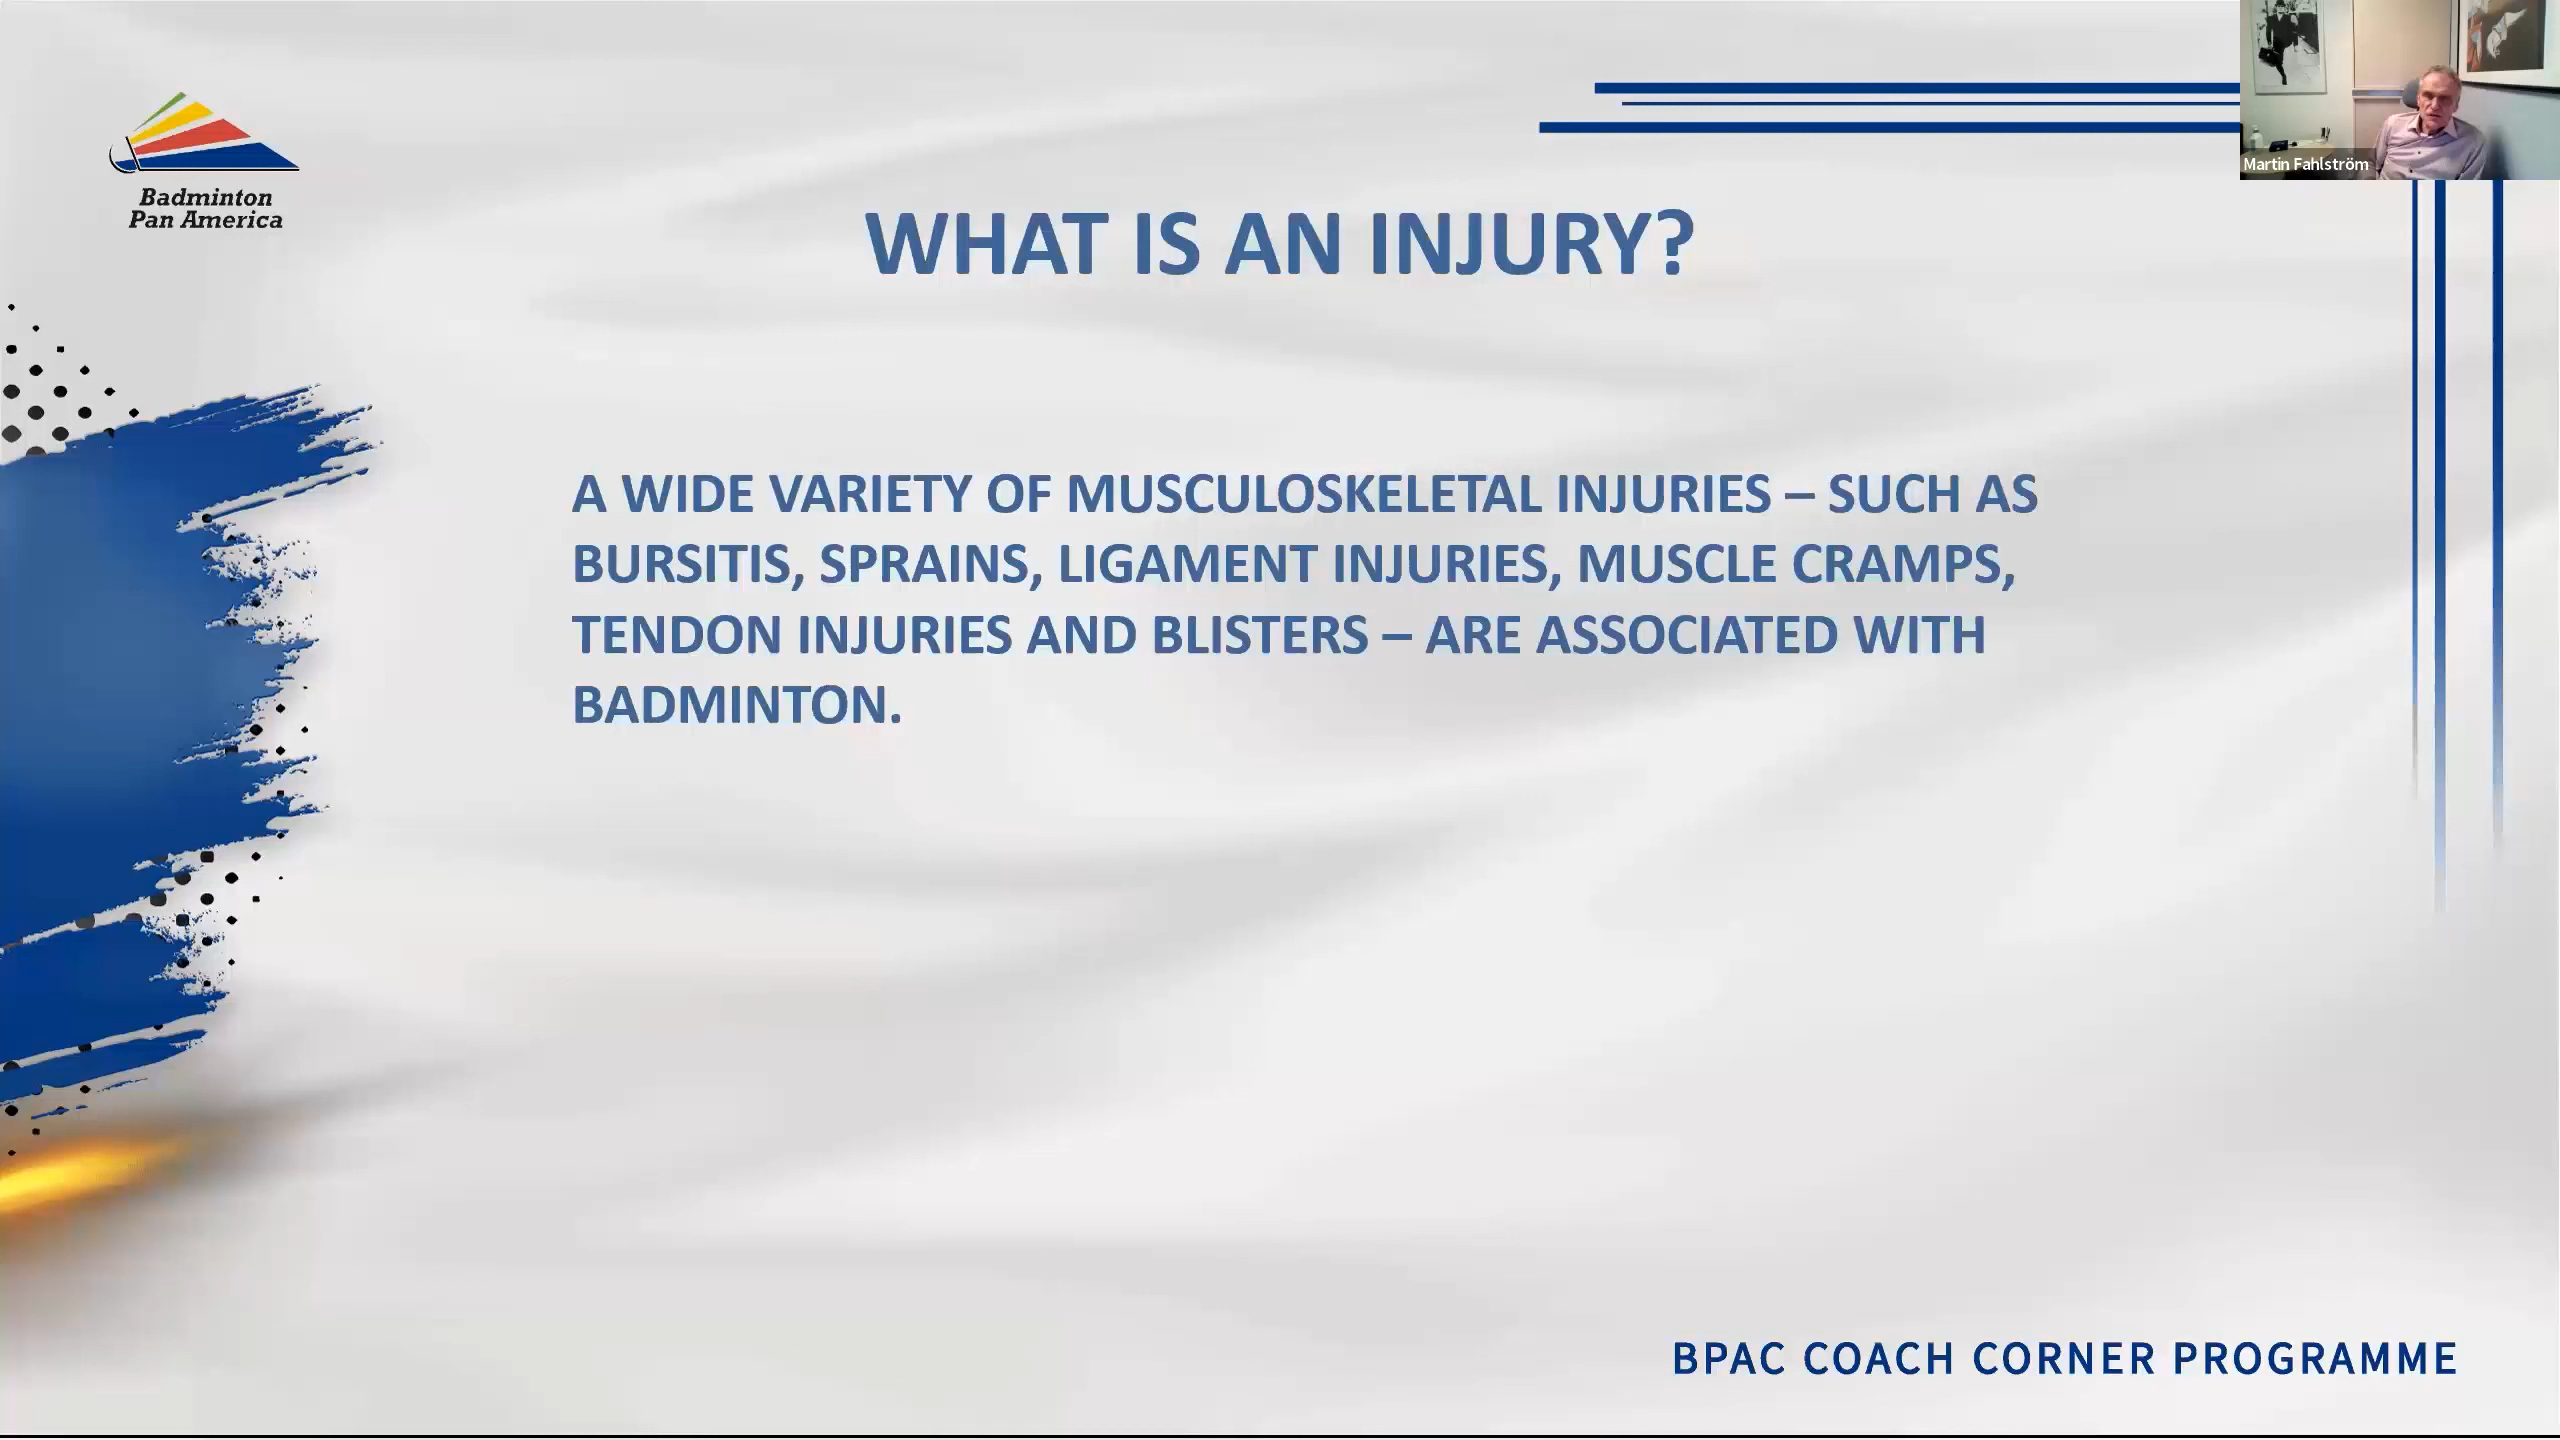 Badminton
Pan America
Martin Fahlström
WHAT IS AN INJURY?
A WIDE VARIETY OF MUSCULOSKELETAL INJURIES – SUCH AS
BURSITIS, SPRAINS, LIGAMENT INJURIES, MUSCLE CRAMPS,
TENDON INJURIES AND BLISTERS – ARE ASSOCIATED WITH
BADMINTON.
BPAC COACH CORNER PROGRAMME